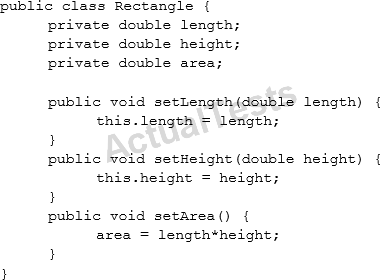 public class Rectangle {
private double length;
private double height;
private double area;
public void setLength(double length) {
this.length = length;
}
public void setHeight(double height) {
this.height = height;
}
public void setArea() {
area = length*height;
}
}
ActualTests